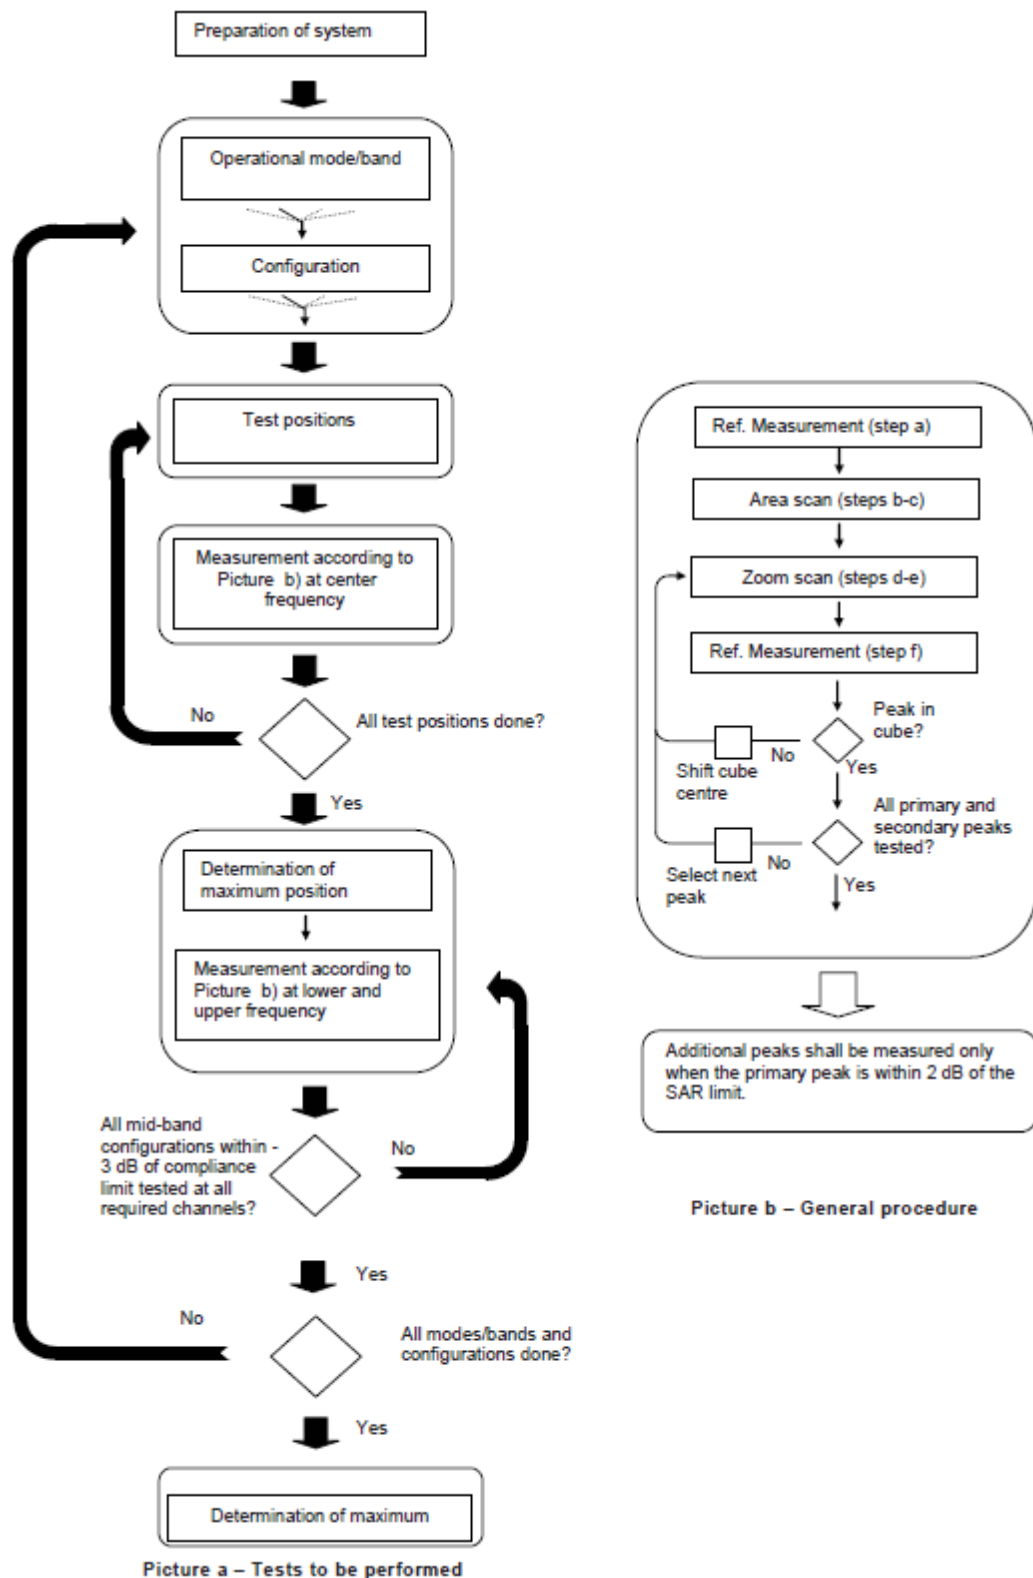 Preparation of system
Operational mode/band
Configuration
Test positions
Measurement according to
Picture b) at center
frequency
No
All test positions done?
Yes
Determination of
maximum position
Measurement according to
Picture b) at lower and
upper frequency
All mid-band
configurations within -
3 dB of compliance
limit tested at all
required channels?
No
Yes
No
All modes/bands and
configurations done?
Yes
Determination of maximum
Picture a – Tests to be performed
Ref. Measurement (step a)
Area scan (steps b-c)
Zoom scan (steps d-e)
Ref. Measurement (step f)
Peak in
cube?
No
Shift cube
centre
Yes
All primary and
secondary peaks
tested?
No
Select next
peak
Yes
Additional peaks shall be measured only
when the primary peak is within 2 dB of the
SAR limit.
Picture b – General procedure